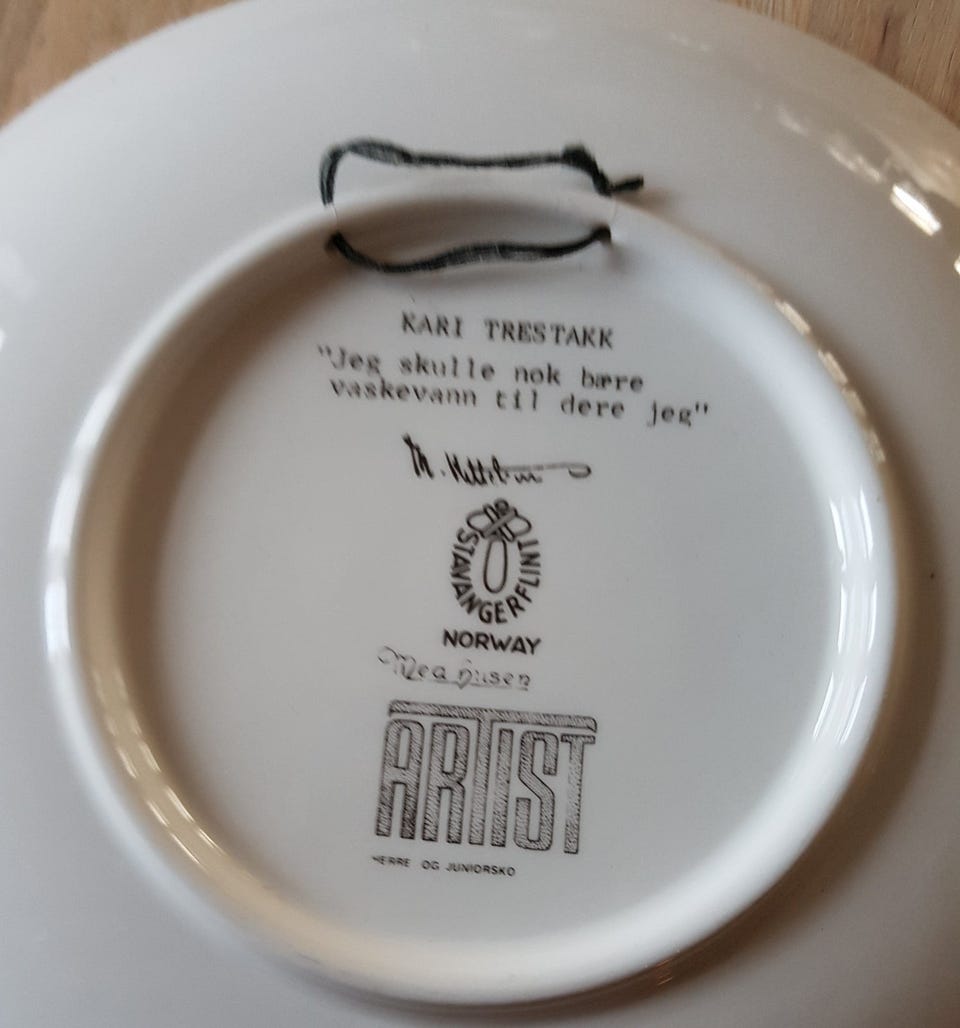 KARI TRESTAKK
"Jeg skulle nok bære
vaskevann til dere jeg"
STAVANGERFLINT
NORWAY
ARTIST
HERRE OG JUNIORSKO